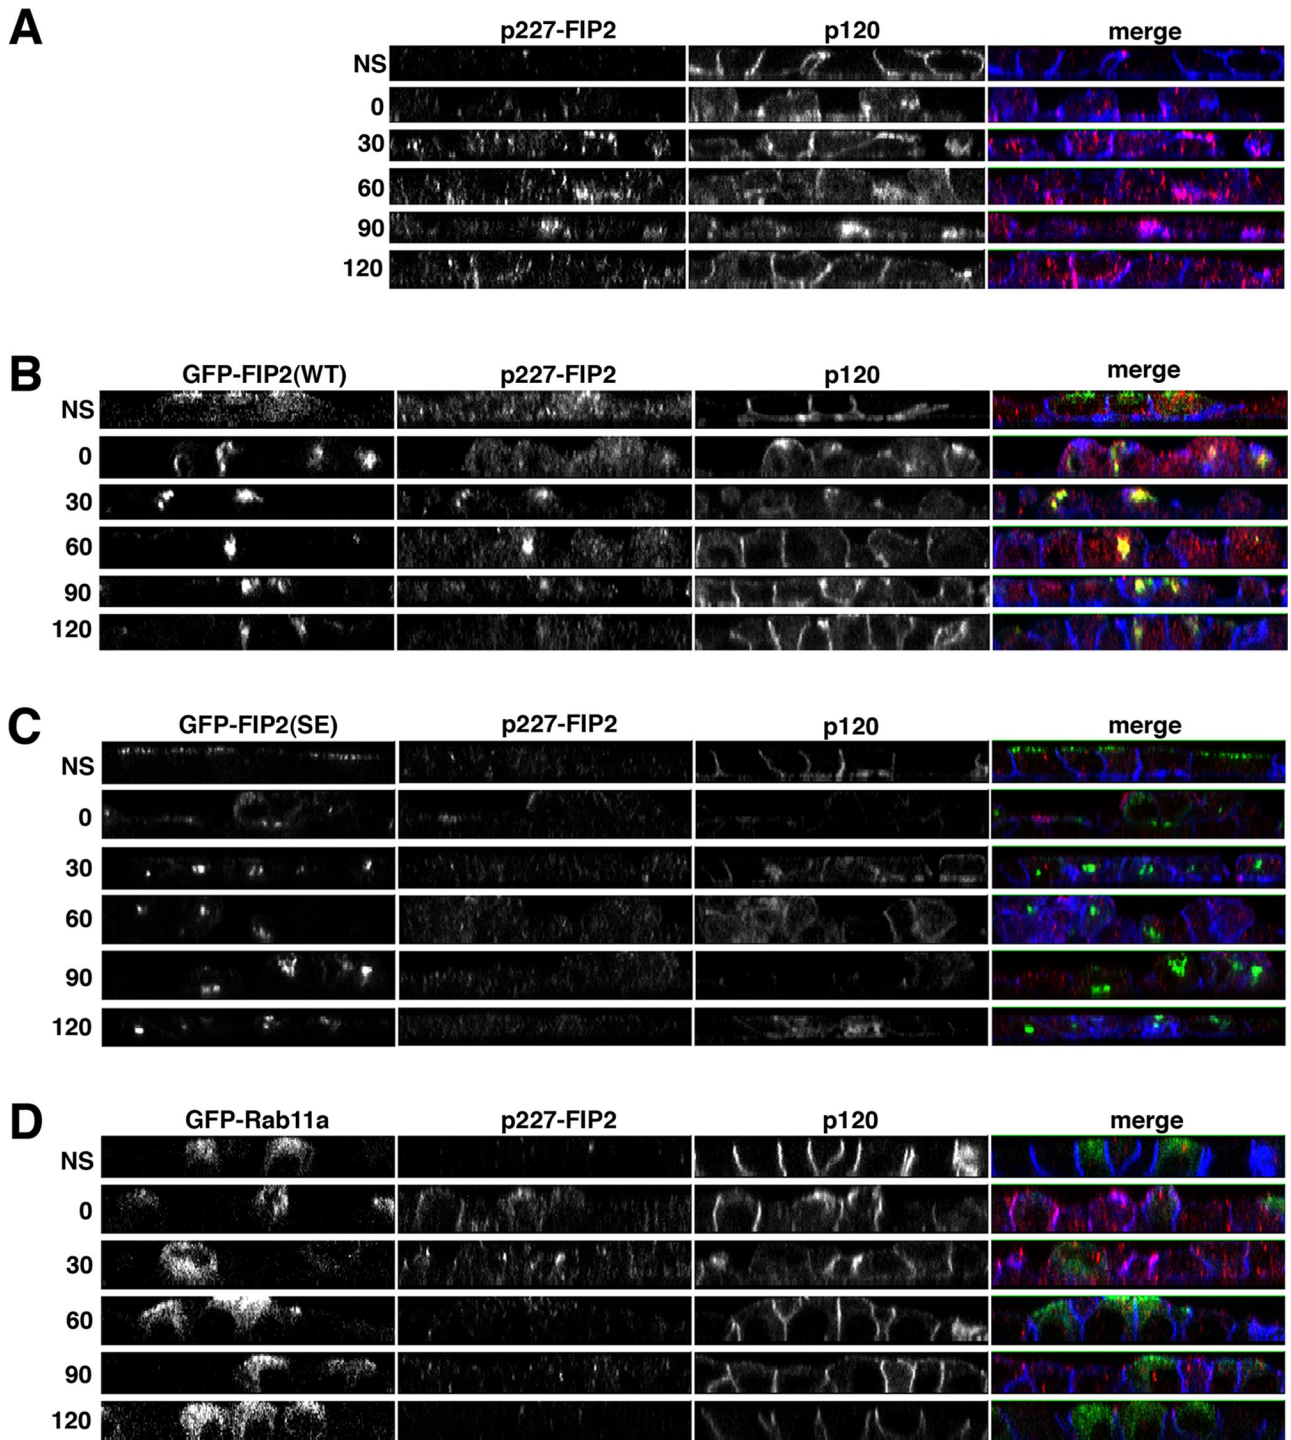 A
p227-FIP2 p120 merge
NS
0
30
60
90
120
B
GFP-FIP2(WT) p227-FIP2 p120 merge
NS
0
30
60
90
120
C
GFP-FIP2(SE) p227-FIP2 p120 merge
NS
0
30
60
90
120
D
GFP-Rab11a p227-FIP2 p120 merge
NS
0
30
60
90
120